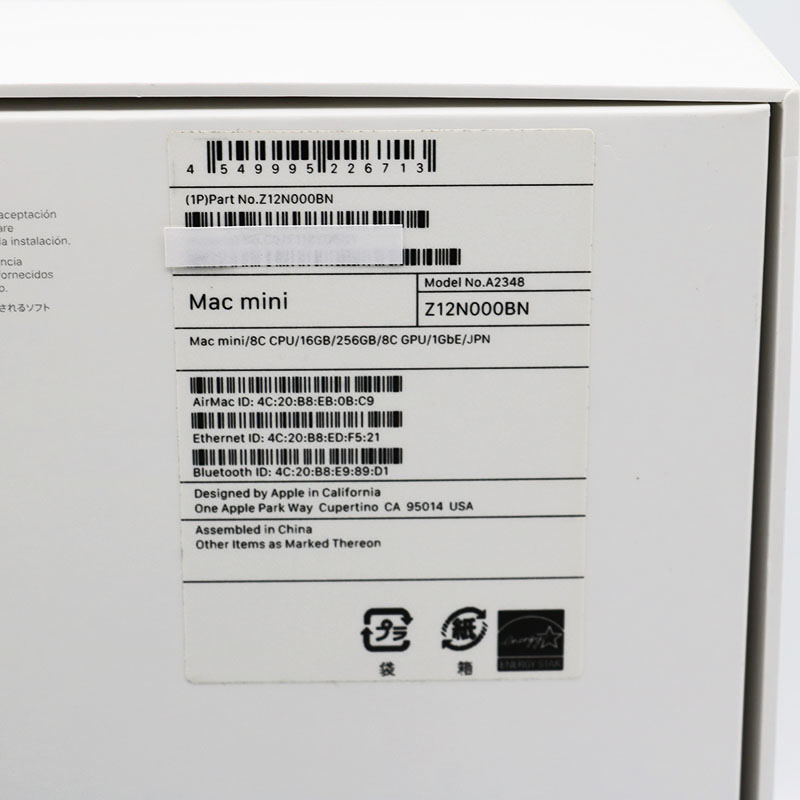 aceptación
are
a instalación.
ncia
fornecidos
o.
されるソフト
4 549995 226713
(1P)Part No.Z12N000BN
Mac mini
Model No.A2348
Z12N000BN
Mac mini/8C CPU/16GB/256GB/8C GPU/1GbE/JPN
AirMac ID: 4C:20:B8:EB:0B:C9
Ethernet ID: 4C:20:B8:ED:F5:21
Bluetooth ID: 4C:20:B8:E9:89:D1
Designed by Apple in California
One Apple Park Way Cupertino CA 95014 USA
Assembled in China
Other Items as Marked Thereon
プラ
袋
紙
箱
energy
ENERGY STAR